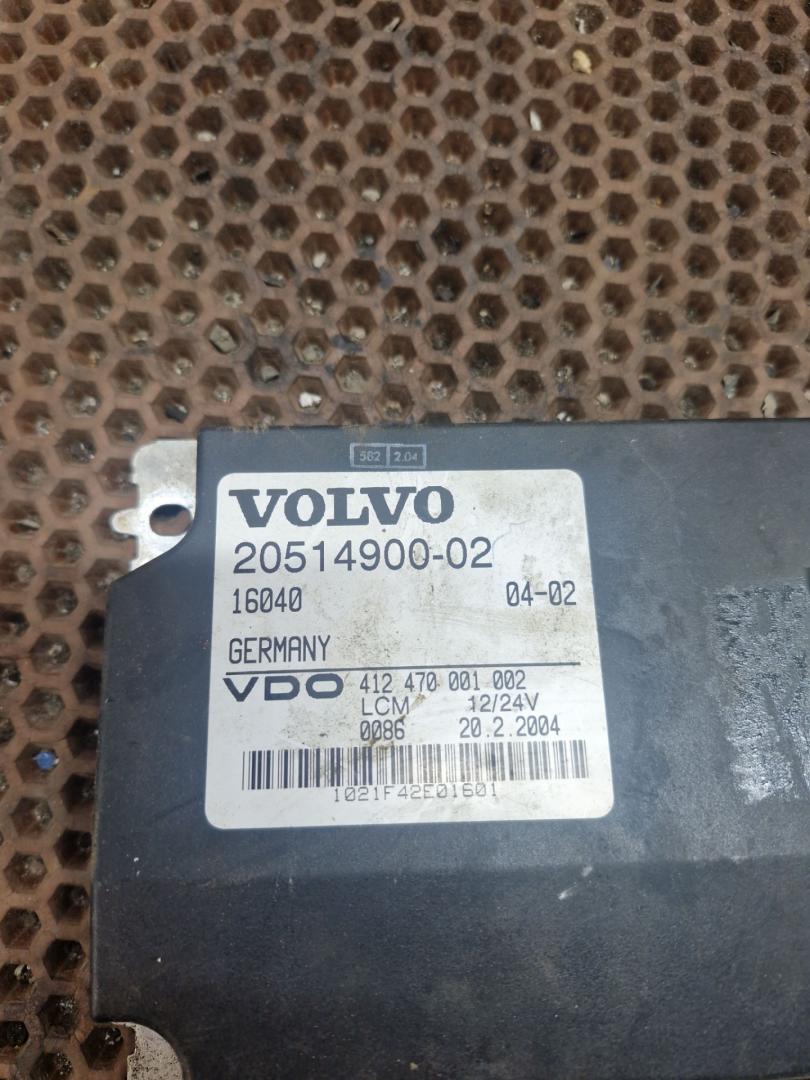 582 2.04
VOLVO
20514900-02
16040 04-02
GERMANY
VDO 412 470 001 002
LCM 12/24V
0086 20.2.2004
1021F42E01601